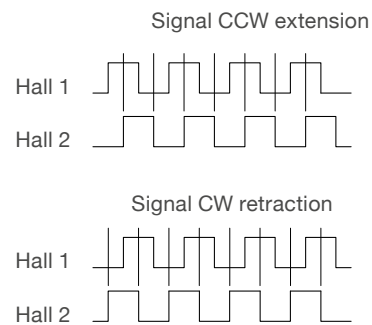 Signal CCW extension
Hall 1
Hall 2
Signal CW retraction
Hall 1
Hall 2